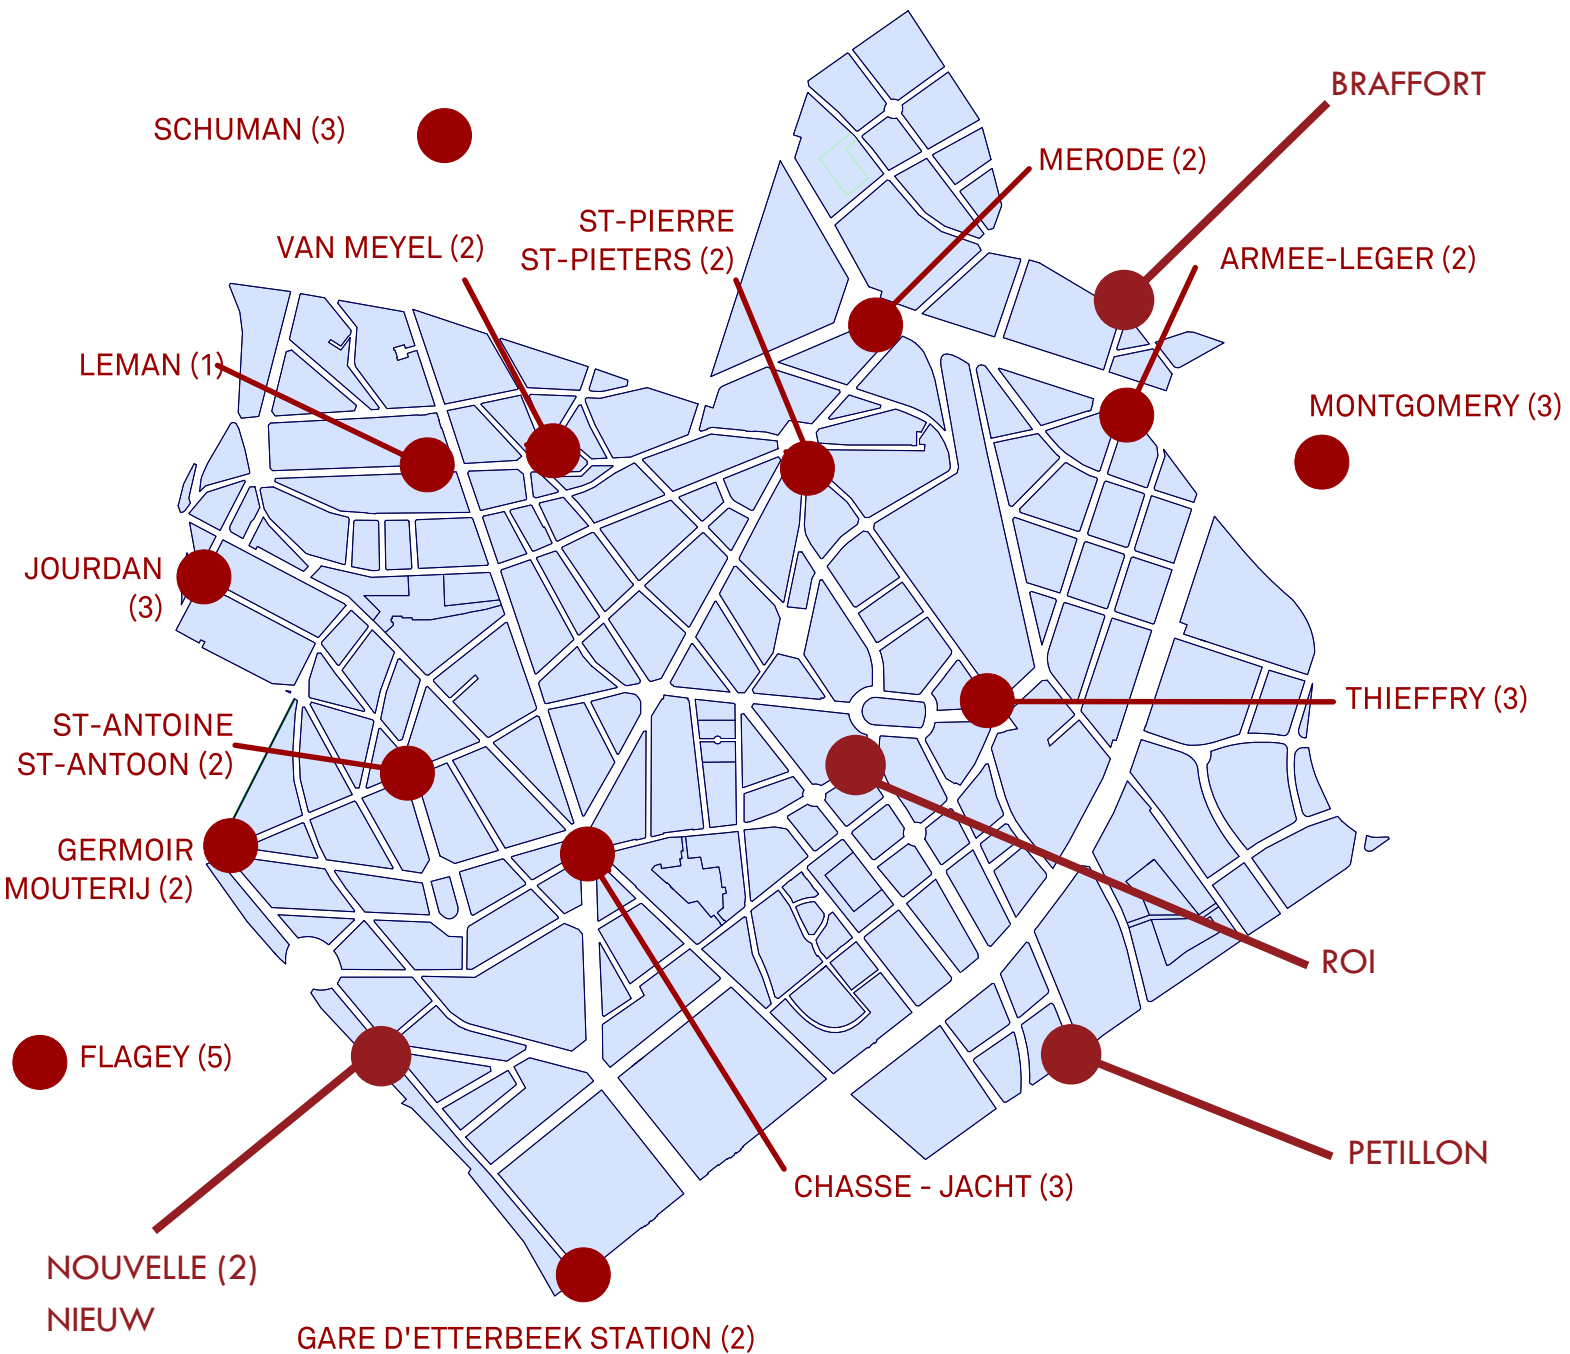 BRAFFORT
SCHUMAN (3)
MERODE (2)
ST-PIERRE
ST-PIETERS (2)
VAN MEYEL (2)
ARMEE-LEGER (2)
LEMAN (1)
MONTGOMERY (3)
JOURDAN
(3)
THIEFFRY (3)
ST-ANTOINE
ST-ANTOON (2)
GERMOIR
MOUTERIJ (2)
ROI
FLAGEY (5)
PETILLON
CHASSE - JACHT (3)
NOUVELLE (2)
NIEUW
GARE D'ETTERBEEK STATION (2)